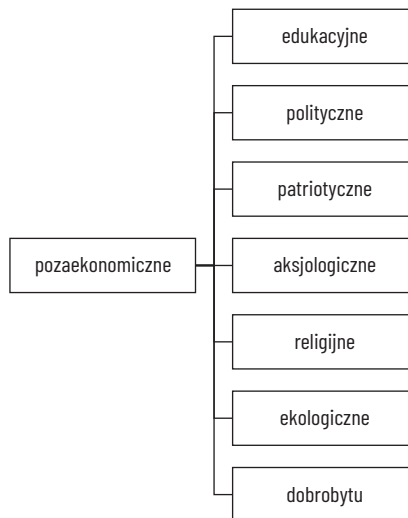 edukacyjne
polityczne
patriotyczne
pozaekonomiczne
aksjologiczne
religijne
ekologiczne
dobrobytu